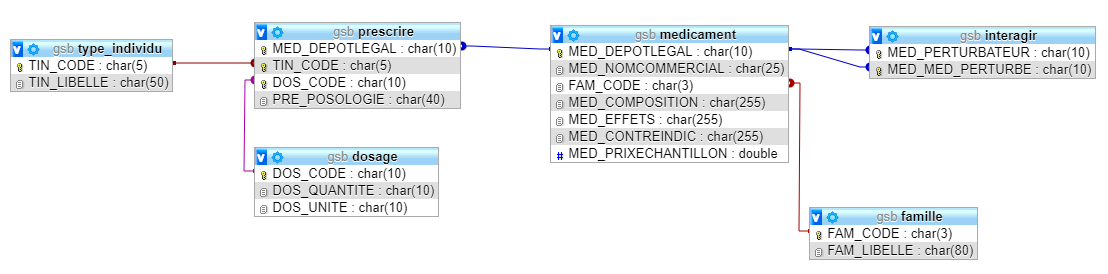 gsb type_individu
TIN_CODE : char(5)
TIN_LIBELLE : char(50)
gsb prescrire
MED_DEPOTLEGAL : char(10)
TIN_CODE : char(5)
DOS_CODE : char(10)
PRE_POSOLOGIE : char(40)
gsb dosage
DOS_CODE : char(10)
DOS_QUANTITE : char(10)
DOS_UNITE : char(10)
gsb medicament
MED_DEPOTLEGAL : char(10)
MED_NOMCOMMERCIAL : char(25)
FAM_CODE : char(3)
MED_COMPOSITION : char(255)
MED_EFFETS : char(255)
MED_CONTREINDIC : char(255)
# MED_PRIXECHANTILLON : double
gsb interagir
MED_PERTURBATEUR : char(10)
MED_MED_PERTURBE : char(10)
gsb famille
FAM_CODE : char(3)
FAM_LIBELLE : char(80)